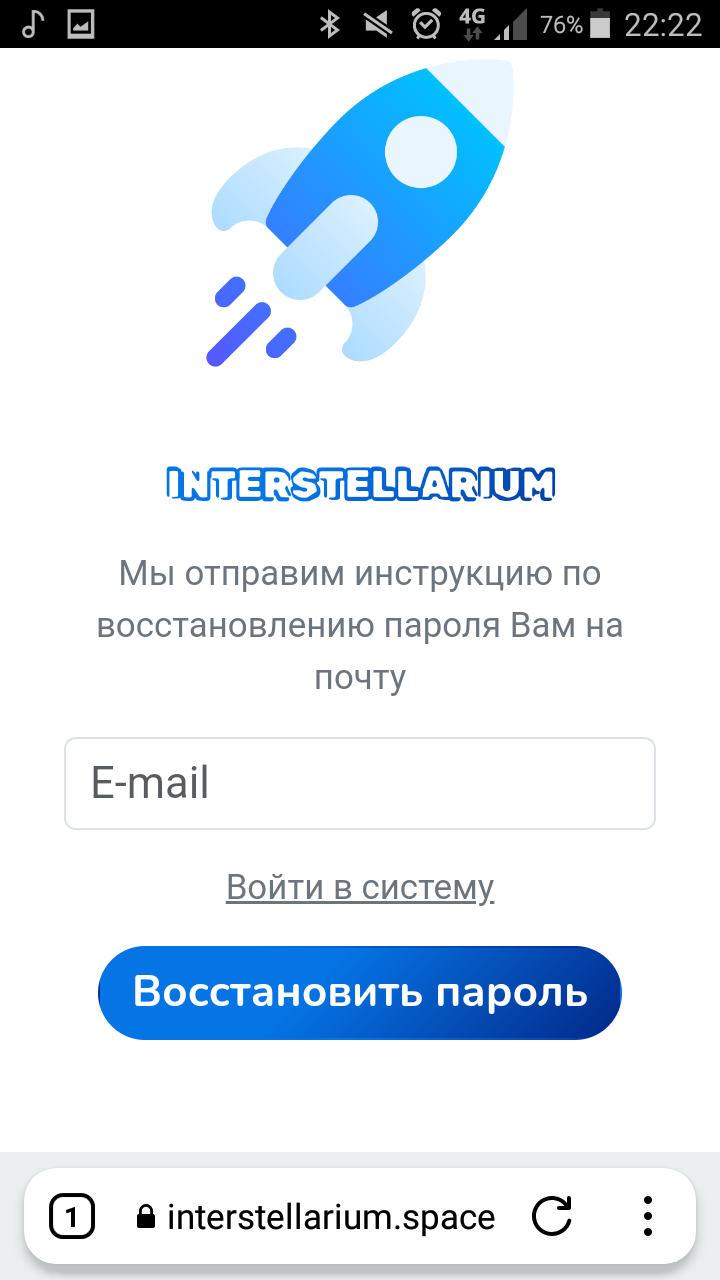 4G 76% 22:22
INTERSTELLARIUM
Мы отправим инструкцию по
восстановлению пароля Вам на
почту
E-mail
Войти в систему
Восстановить пароль
1 interstellarium.space